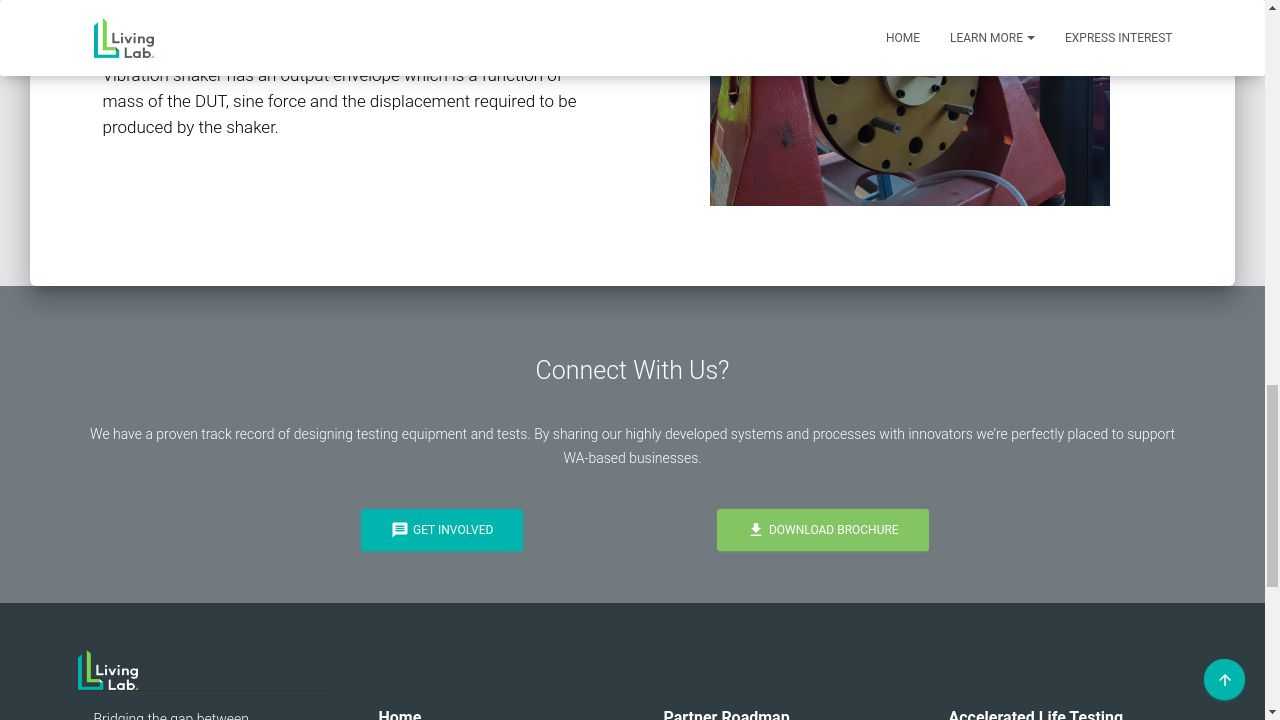 Living
Lab.
HOME
LEARN MORE
EXPRESS INTEREST
Vibration shaker has an output envelope which is a function of
mass of the DUT, sine force and the displacement required to be
produced by the shaker.
Connect With Us?
We have a proven track record of designing testing equipment and tests. By sharing our highly developed systems and processes with innovators we’re perfectly placed to support
WA-based businesses.
GET INVOLVED
DOWNLOAD BROCHURE
Living
Lab.
Bridging the gap between
Home
Partner Roadmap
Accelerated Life Testing